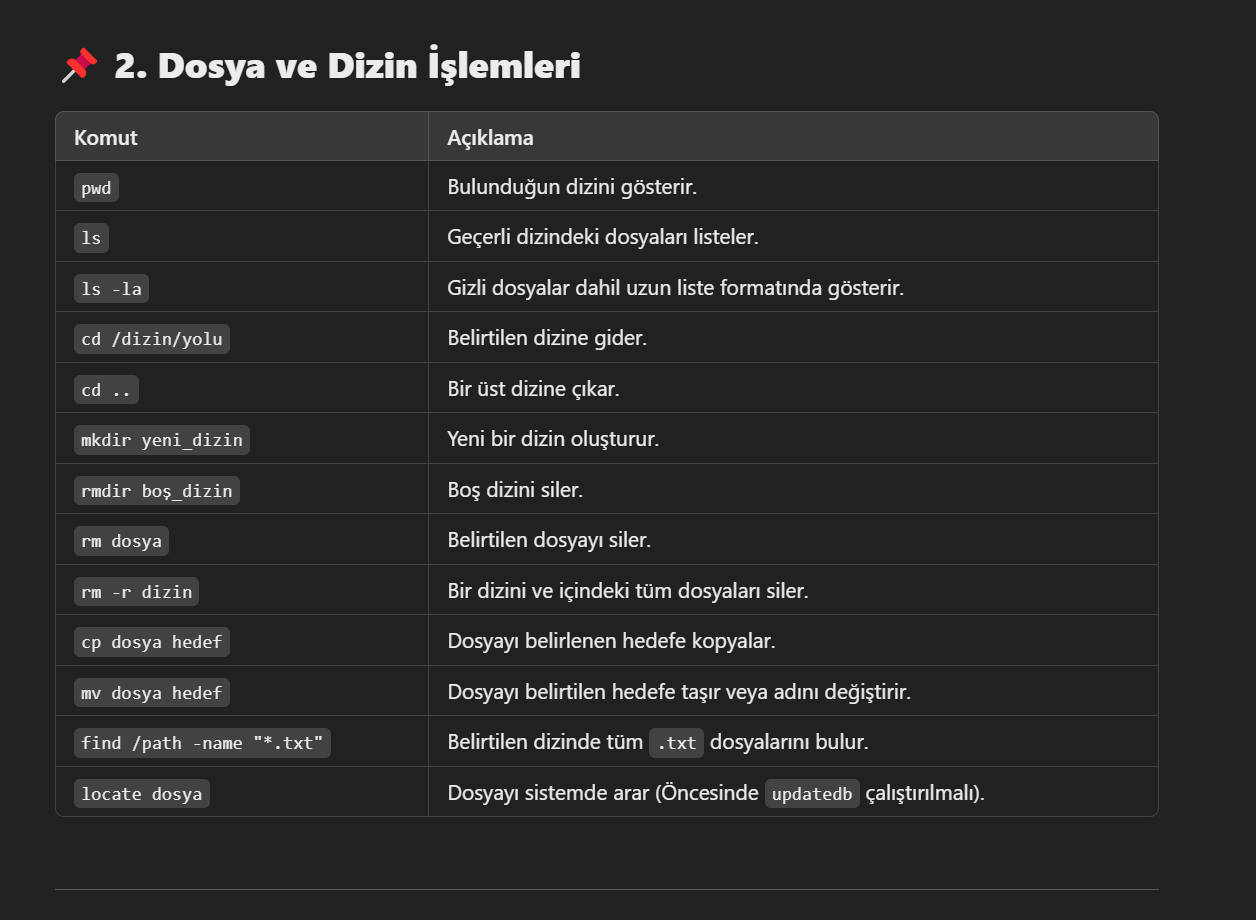 2. Dosya ve Dizin İşlemleri
Komut Açıklama
pwd Bulunduğun dizini gösterir.
ls Geçerli dizindeki dosyaları listeler.
ls -la Gizli dosyalar dahil uzun liste formatında gösterir.
cd /dizin/yolu Belirtilen dizine gider.
cd .. Bir üst dizine çıkar.
mkdir yeni_dizin Yeni bir dizin oluşturur.
rmdir boş_dizin Boş dizini siler.
rm dosya Belirtilen dosyayı siler.
rm -r dizin Bir dizini ve içindeki tüm dosyaları siler.
cp dosya hedef Dosyayı belirlenen hedefe kopyalar.
mv dosya hedef Dosyayı belirtilen hedefe taşır veya adını değiştirir.
find /path -name "*.txt" Belirtilen dizinde tüm .txt dosyalarını bulur.
locate dosya Dosyayı sistemde arar (Öncesinde updatedb çalıştırılmalı).